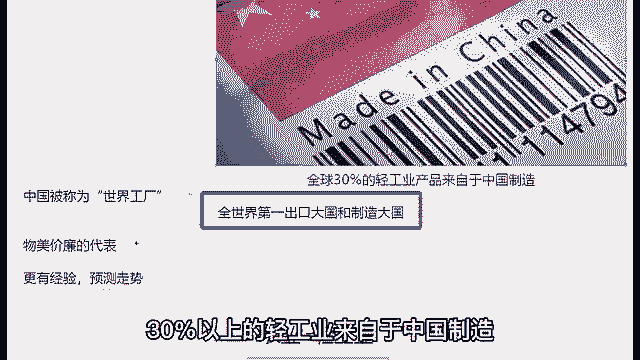 Made in China
11114794
全球30%的轻工业产品来自于中国制造
中国被称为“世界工厂”
全世界第一出口大国和制造大国
物美价廉的代表
更有经验，预测走势
30%以上的轻工业来自于中国制造